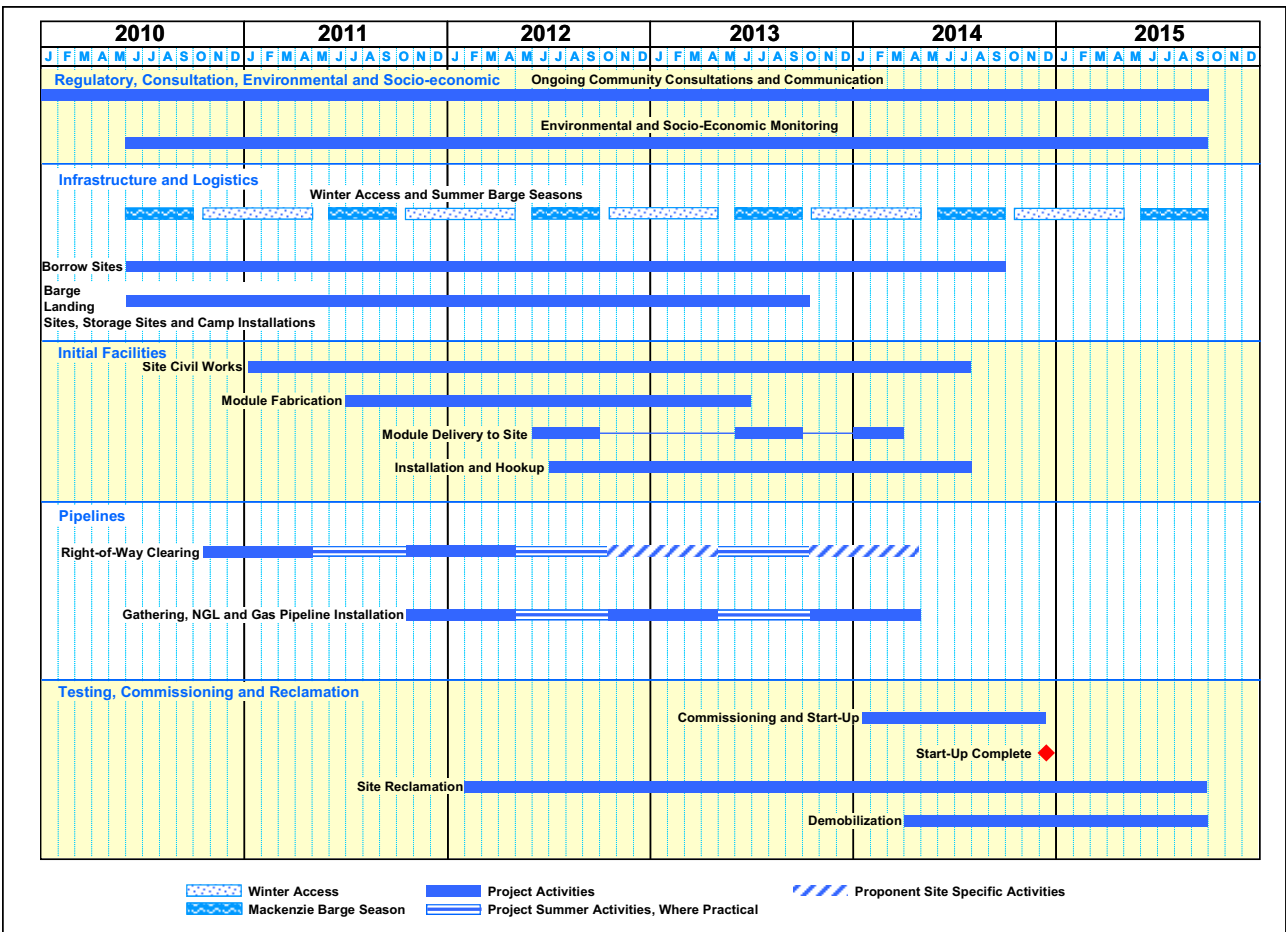 2010 2011 2012 2013 2014 2015
J F M A M J J A S O N D J F M A M J J A S O N D J F M A M J J A S O N D J F M A M J J A S O N D J F M A M J J A S O N D J F M A M J J A S O N D
Regulatory, Consultation, Environmental and Socio-economic
Ongoing Community Consultations and Communication
Environmental and Socio-Economic Monitoring
Infrastructure and Logistics
Winter Access and Summer Barge Seasons
Borrow Sites
Barge
Landing
Sites, Storage Sites and Camp Installations
Initial Facilities
Site Civil Works
Module Fabrication
Module Delivery to Site
Installation and Hookup
Pipelines
Right-of-Way Clearing
Gathering, NGL and Gas Pipeline Installation
Testing, Commissioning and Reclamation
Commissioning and Start-Up
Start-Up Complete
Site Reclamation
Demobilization
Winter Access
Project Activities
Proponent Site Specific Activities
Mackenzie Barge Season
Project Summer Activities, Where Practical